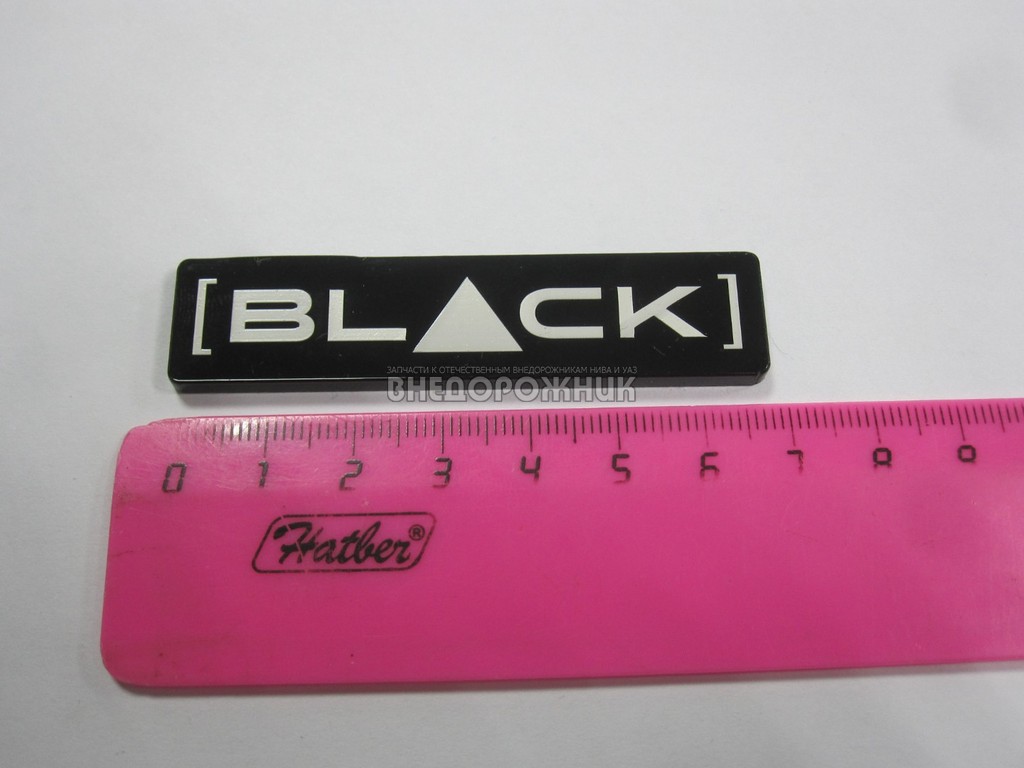 [BL▲CK]
ЗАПЧАСТИ К ОТЕЧЕСТВЕННЫМ ВНЕДОРОЖНИКАМ НИВА И УАЗ
ВНЕДОРОЖНИК
0 1 2 3 4 5 6 7 8 9
Hatber®